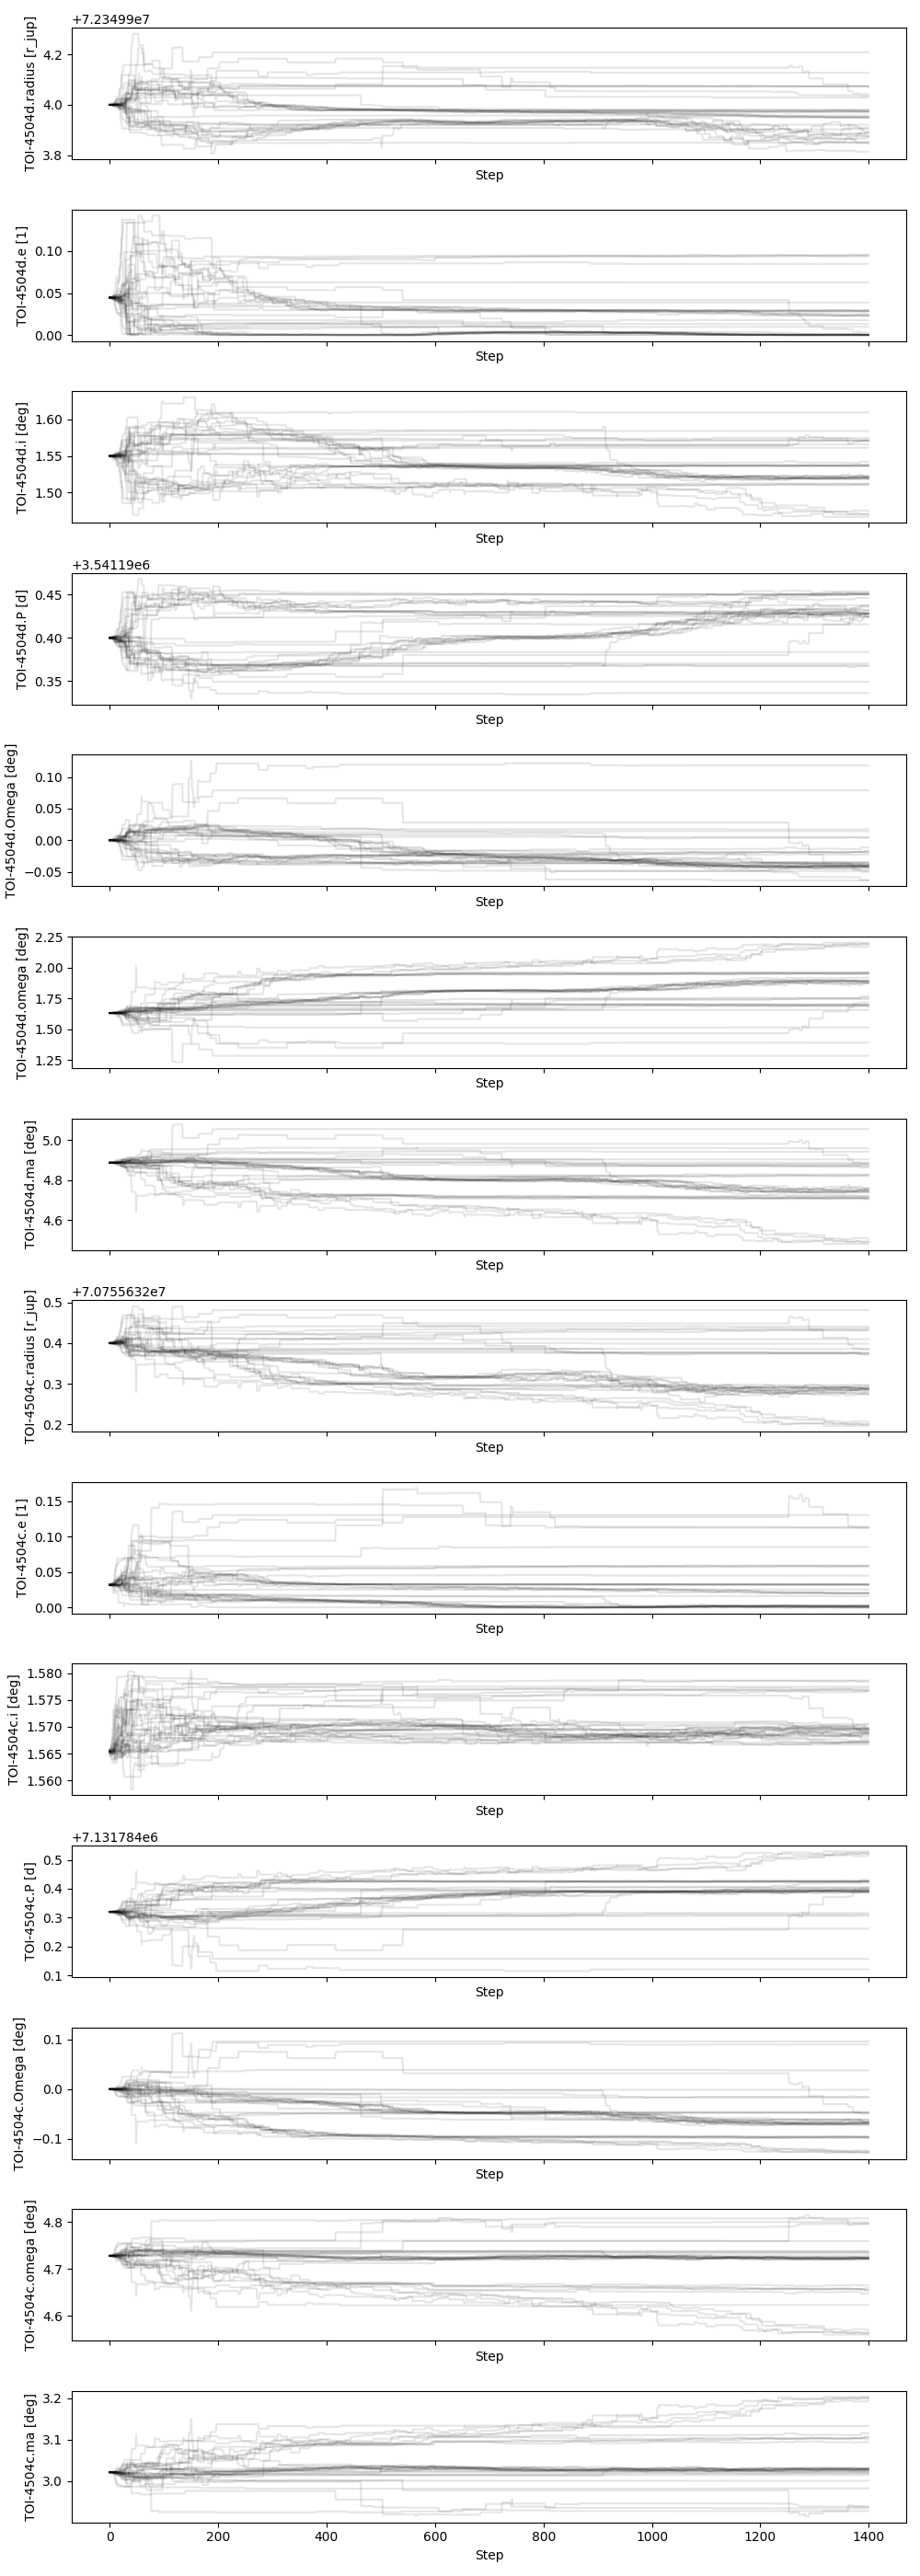 +7.23499e7
TOI-4504d.radius [r_jup]
4.2
4.0
3.8
Step
TOI-4504d.e [1]
0.10
0.05
0.00
Step
TOI-4504d.i [deg]
1.60
1.55
1.50
Step
+3.54119e6
TOI-4504d.P [d]
0.45
0.40
0.35
Step
TOI-4504d.Omega [deg]
0.10
0.05
0.00
−0.05
Step
TOI-4504d.omega [deg]
2.25
2.00
1.75
1.50
1.25
Step
TOI-4504d.ma [deg]
5.0
4.8
4.6
Step
+7.0755632e7
TOI-4504c.radius [r_jup]
0.5
0.4
0.3
0.2
Step
TOI-4504c.e [1]
0.15
0.10
0.05
0.00
Step
TOI-4504c.i [deg]
1.580
1.575
1.570
1.565
1.560
Step
+7.131784e6
TOI-4504c.P [d]
0.5
0.4
0.3
0.2
0.1
Step
TOI-4504c.Omega [deg]
0.1
0.0
−0.1
Step
TOI-4504c.omega [deg]
4.8
4.7
4.6
Step
TOI-4504c.ma [deg]
3.2
3.1
3.0
0 200 400 600 800 1000 1200 1400
Step